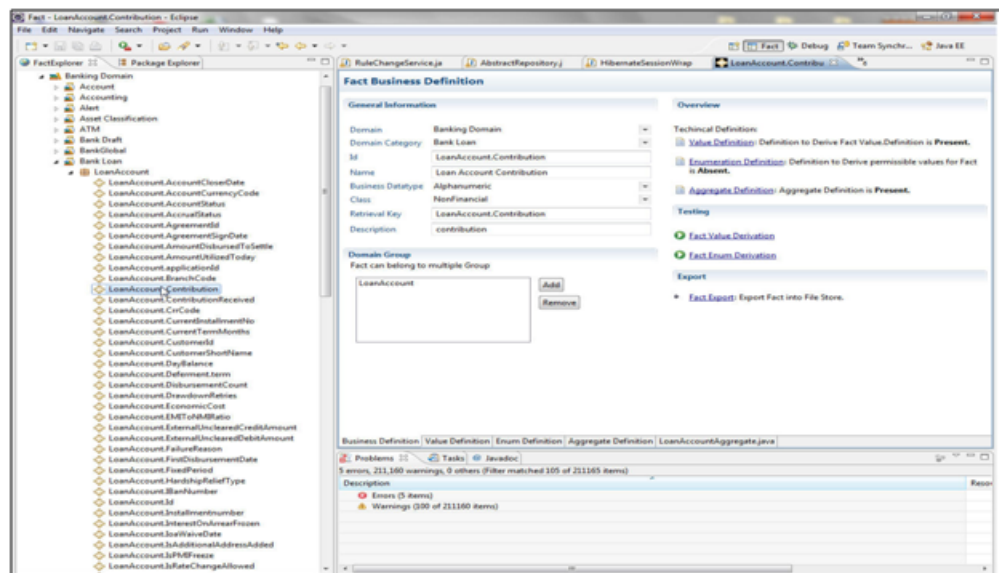 Fact - LoanAccount.Contribution - Eclipse
File Edit Navigate Search Project Run Window Help
Fact Debug Team Synchr... Java EE
FactExplorer Package Explorer
Banking Domain
Account
Accounting
Alert
Asset Classification
ATM
Bank Draft
BankGlobal
Bank Loan
LoanAccount
LoanAccount.AccountCloserDate
LoanAccount.AccountCurrencyCode
LoanAccount.AccountStatus
LoanAccount.AccrualStatus
LoanAccount.AgreementId
LoanAccount.AgreementSignDate
LoanAccount.AmountDisbursedToSettle
LoanAccount.AmountUtilizedToday
LoanAccount.applicationId
LoanAccount.BranchCode
LoanAccount.Contribution
LoanAccount.ContributionReceived
LoanAccount.CrrCode
LoanAccount.CurrentInstallmentNo
LoanAccount.CurrentTermMonths
LoanAccount.CustomerId
LoanAccount.CustomerShortName
LoanAccount.DayBalance
LoanAccount.Deferment.term
LoanAccount.DisbursementCount
LoanAccount.DrawdownRetries
LoanAccount.EconomicCost
LoanAccount.EMIToNMIRatio
LoanAccount.ExternalUnclearedCreditAmount
LoanAccount.ExternalUnclearedDebitAmount
LoanAccount.FailureReason
LoanAccount.FirstDisbursementDate
LoanAccount.FixedPeriod
LoanAccount.HardshipReliefType
LoanAccount.IBanNumber
LoanAccount.Id
LoanAccount.Installmentnumber
LoanAccount.InterestOnArrearFrozen
LoanAccount.IoaWaiveDate
LoanAccount.IsAdditionalAddressAdded
LoanAccount.IsPMIFreeze
LoanAccount.IsRateChangeAllowed
RuleChangeService.ja AbstractRepository.j HibernateSessionWrap LoanAccount.Contribu
Fact Business Definition
General Information
Domain Banking Domain
Domain Category Bank Loan
Id LoanAccount.Contribution
Name Loan Account Contribution
Business Datatype Alphanumeric
Class NonFinancial
Retrieval Key LoanAccount.Contribution
Description contribution
Domain Group
Fact can belong to multiple Group
LoanAccount
Add
Remove
Overview
Techincal Definition:
Value Definition: Definition to Derive Fact Value.Definition is Present.
Enumeration Definition: Definition to Derive permissible values for Fact
is Absent.
Aggregate Definition: Aggregate Definition is Present.
Testing
Fact Value Derivation
Fact Enum Derivation
Export
Fact Export: Export Fact into File Store.
Business Definition Value Definition Enum Definition Aggregate Definition LoanAccountAggregate.java
Problems Tasks Javadoc
5 errors, 211,160 warnings, 0 others (Filter matched 105 of 211165 items)
Description Resou
Errors (5 items)
Warnings (100 of 211160 items)